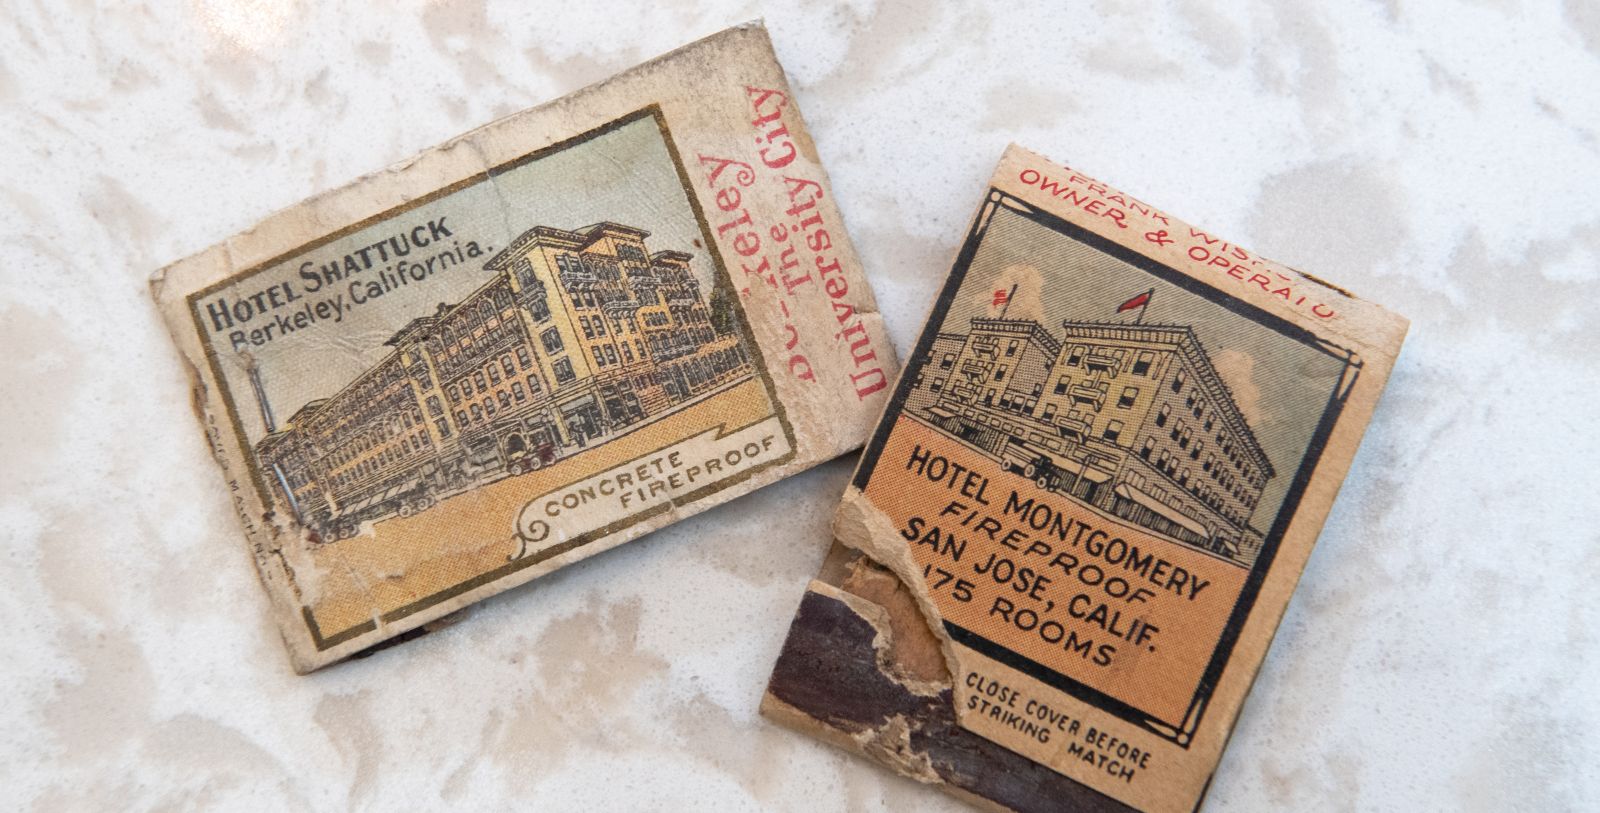 HOTEL SHATTUCK
Berkeley, California.
CONCRETE
FIREPROOF
The
University City
FRANK
OWNER &
HOTEL MONTGOMERY
FIREPROOF
SAN JOSE, CALIF.
175 ROOMS
CLOSE COVER BEFORE
STRIKING MATCH